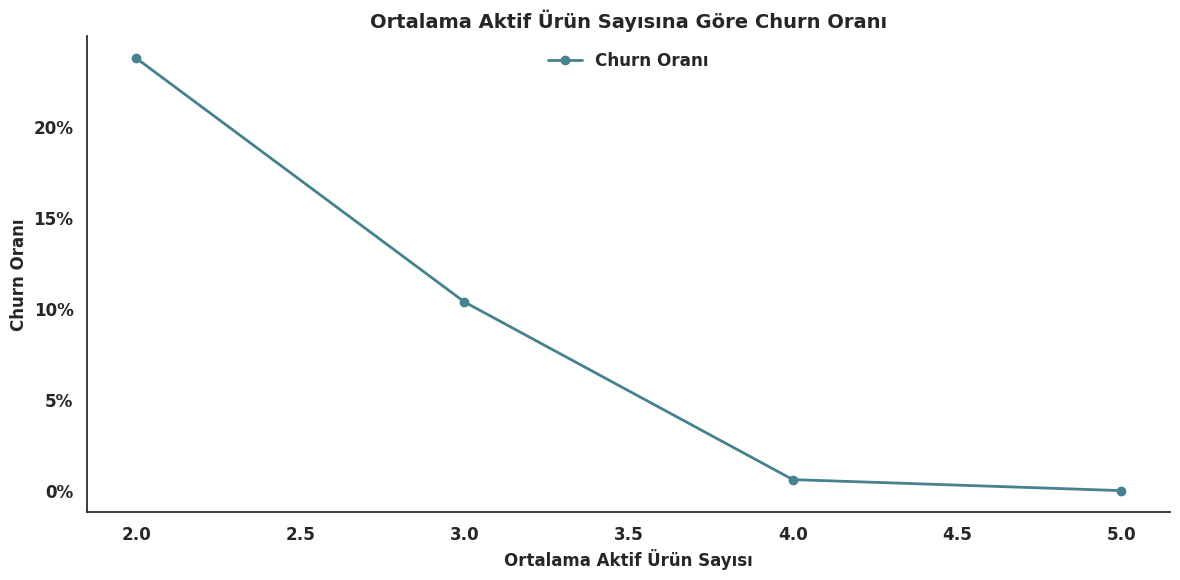 Ortalama Aktif Ürün Sayısına Göre Churn Oranı
Churn Oranı
Churn Oranı
20%
15%
10%
5%
0%
2.0 2.5 3.0 3.5 4.0 4.5 5.0
Ortalama Aktif Ürün Sayısı